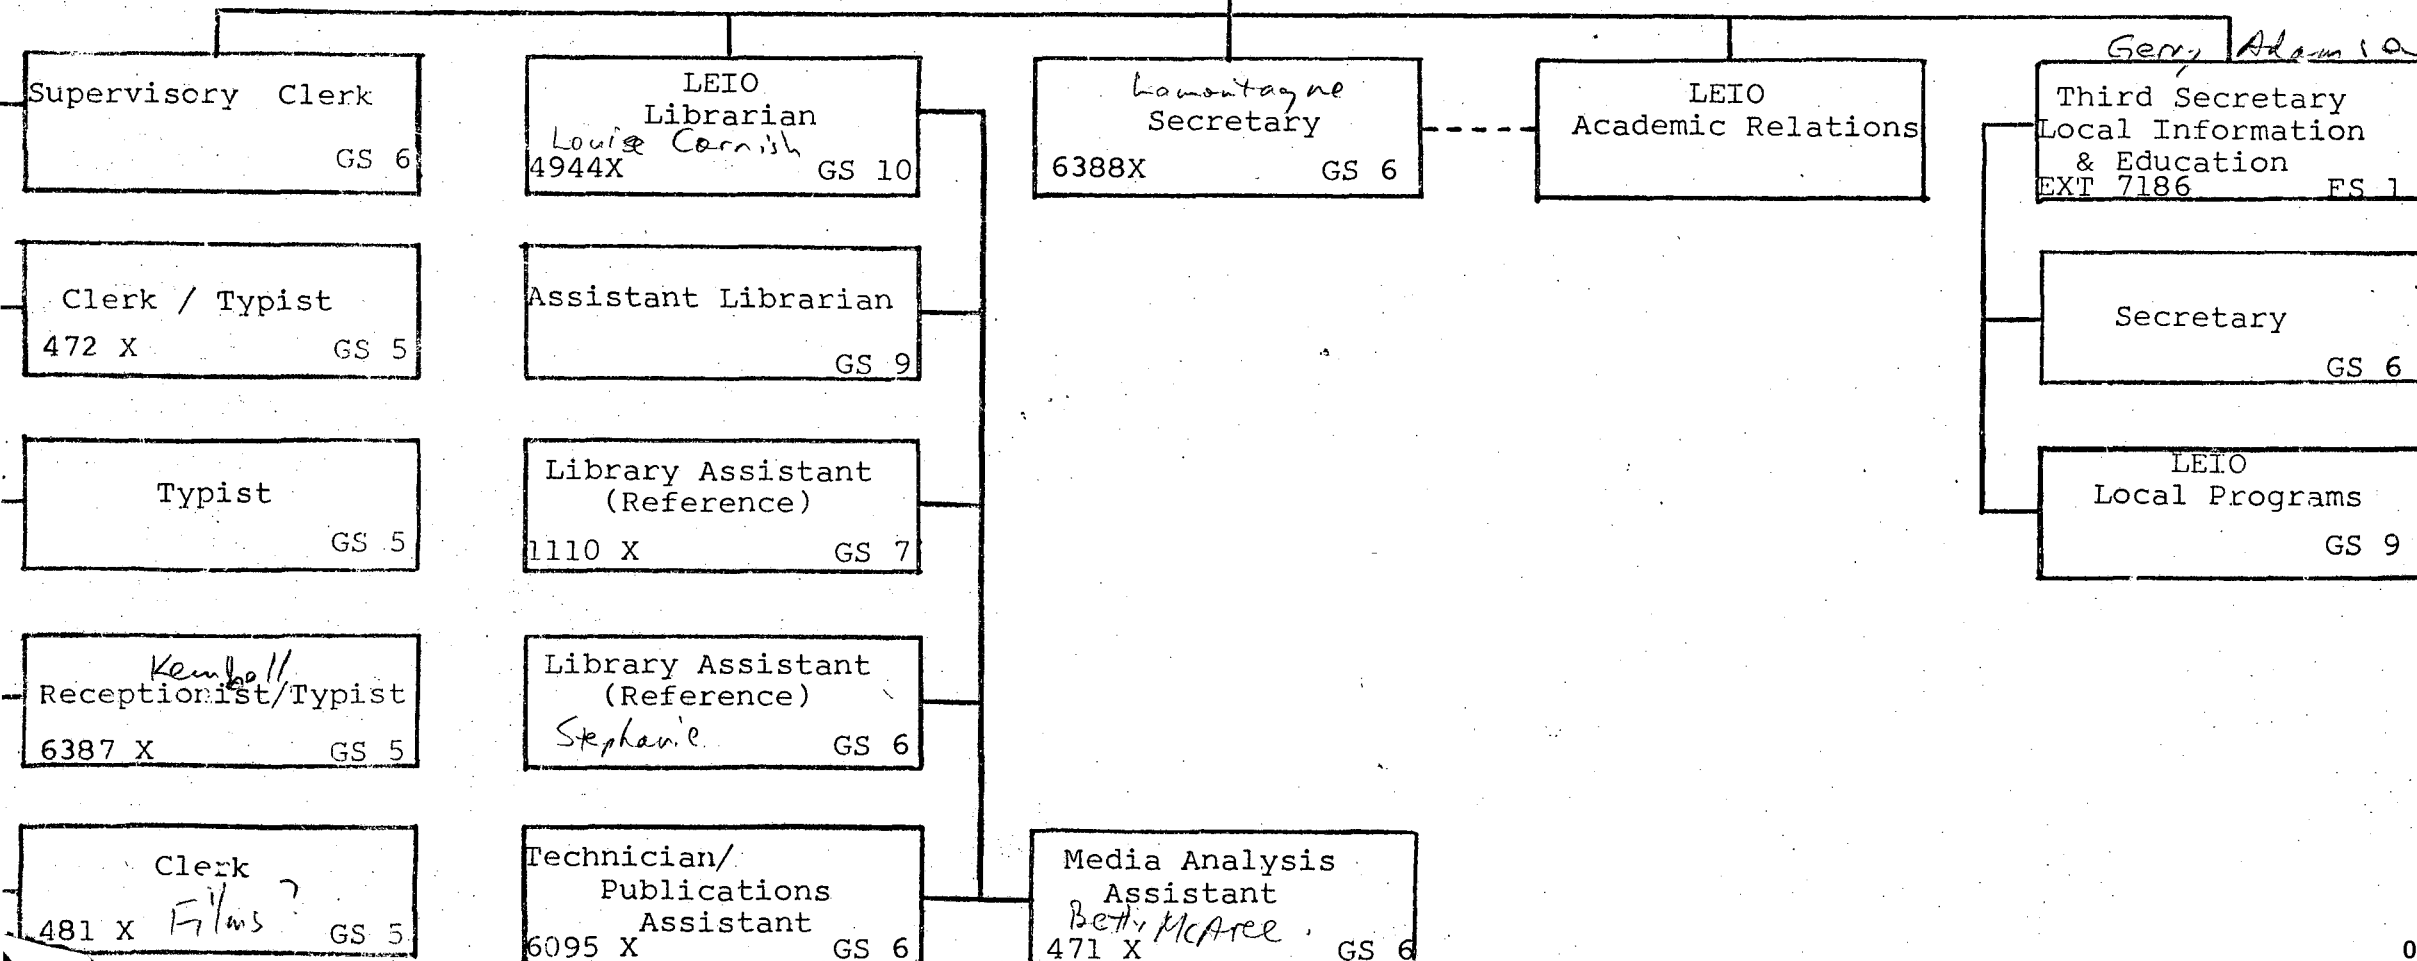 Supervisory Clerk
GS 6
Clerk / Typist
472 X GS 5
Typist
GS 5
Kemball
Receptionist/Typist
6387 X GS 5
Clerk
Films ?
481 X GS 5
LEIO
Librarian
Louise Cornish
4944X GS 10
Assistant Librarian
GS 9
Library Assistant
(Reference)
1110 X GS 7
Library Assistant
(Reference)
Stephanie GS 6
Technician/
Publications
Assistant
6095 X GS 6
Lamontagne
Secretary
6388X GS 6
Media Analysis
Assistant
Betty McAree
471 X GS 6
LEIO
Academic Relations
Gerry
Third Secretary
Local Information
& Education
EXT 7186 FS 1
Secretary
GS 6
LEIO
Local Programs
GS 9
0